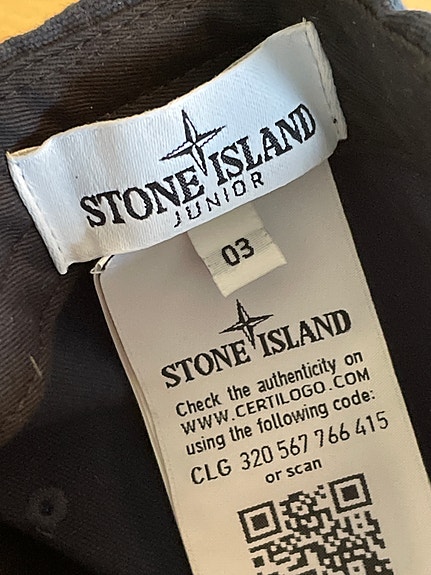 STONE ISLAND
JUNIOR
03
STONE ISLAND
Check the authenticity on
WWW.CERTILOGO.COM
using the following code:
CLG 320 567 766 415
or scan